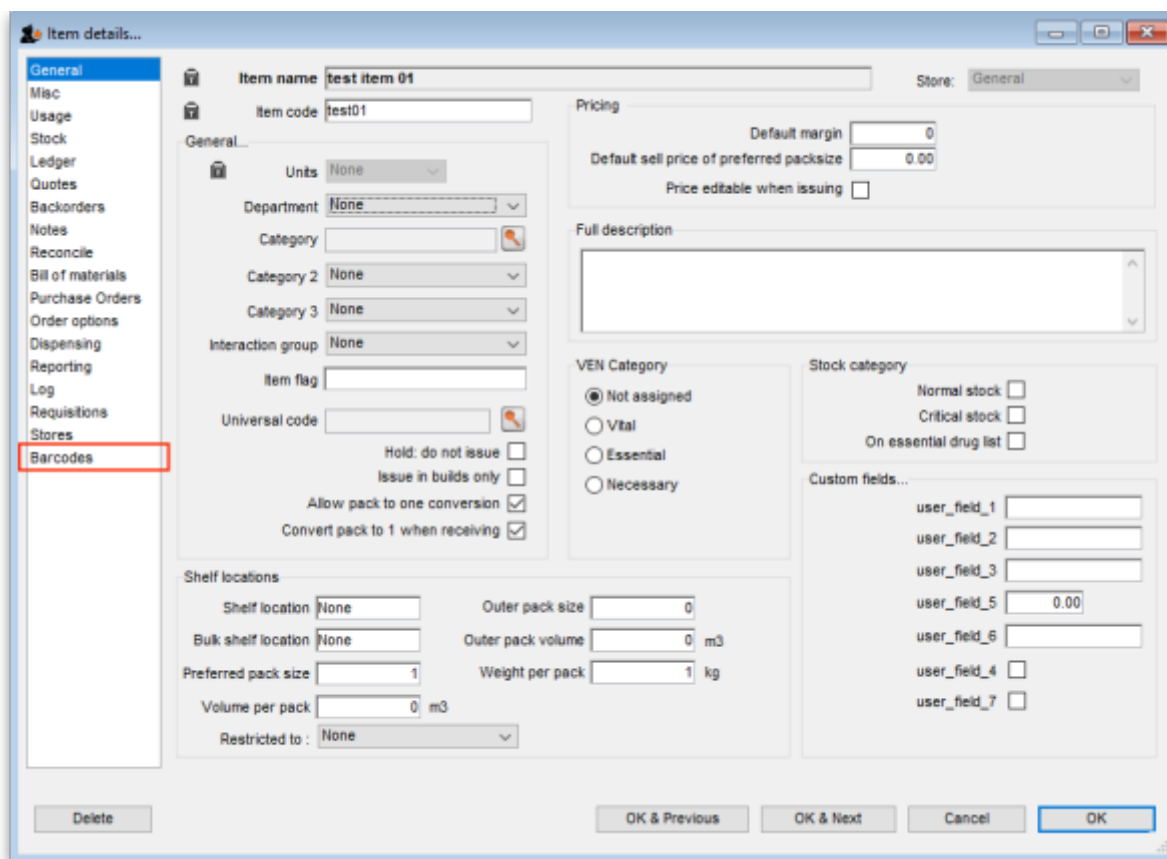 Item details...
General
Misc
Usage
Stock
Ledger
Quotes
Backorders
Notes
Reconcile
Bill of materials
Purchase Orders
Order options
Dispensing
Reporting
Log
Requisitions
Stores
Barcodes
Item name test item 01
Store: General
Item code test01
General...
Units None
Department None
Category
Category 2 None
Category 3 None
Interaction group None
Item flag
Universal code
Hold: do not issue
Issue in builds only
Allow pack to one conversion
Convert pack to 1 when receiving
Pricing
Default margin 0
Default sell price of preferred packsize 0.00
Price editable when issuing
Full description
VEN Category
Not assigned
Vital
Essential
Necessary
Stock category
Normal stock
Critical stock
On essential drug list
Custom fields...
user_field_1
user_field_2
user_field_3
user_field_5 0.00
user_field_6
user_field_4
user_field_7
Shelf locations
Shelf location None Outer pack size 0
Bulk shelf location None Outer pack volume 0 m3
Preferred pack size 1 Weight per pack 1 kg
Volume per pack 0 m3
Restricted to : None
Delete OK & Previous OK & Next Cancel OK